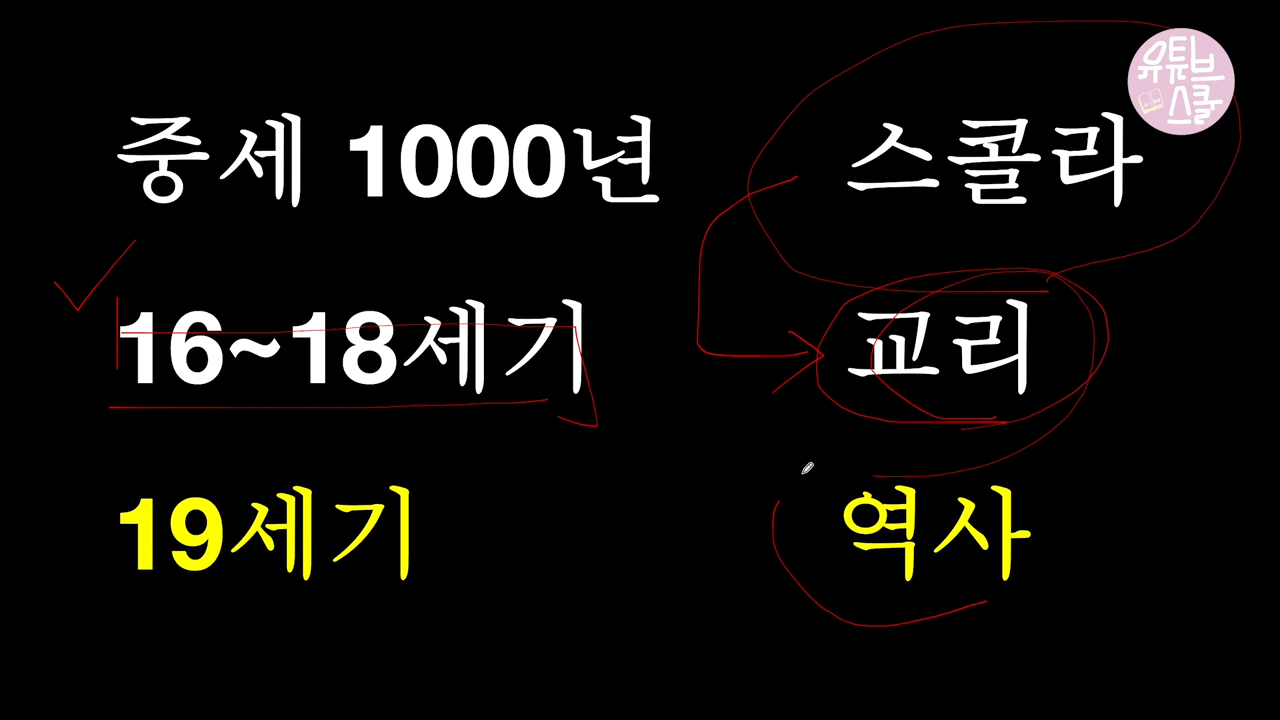 유튜브
스쿨
중세 1000년 스콜라
16~18세기 교리
19세기 역사